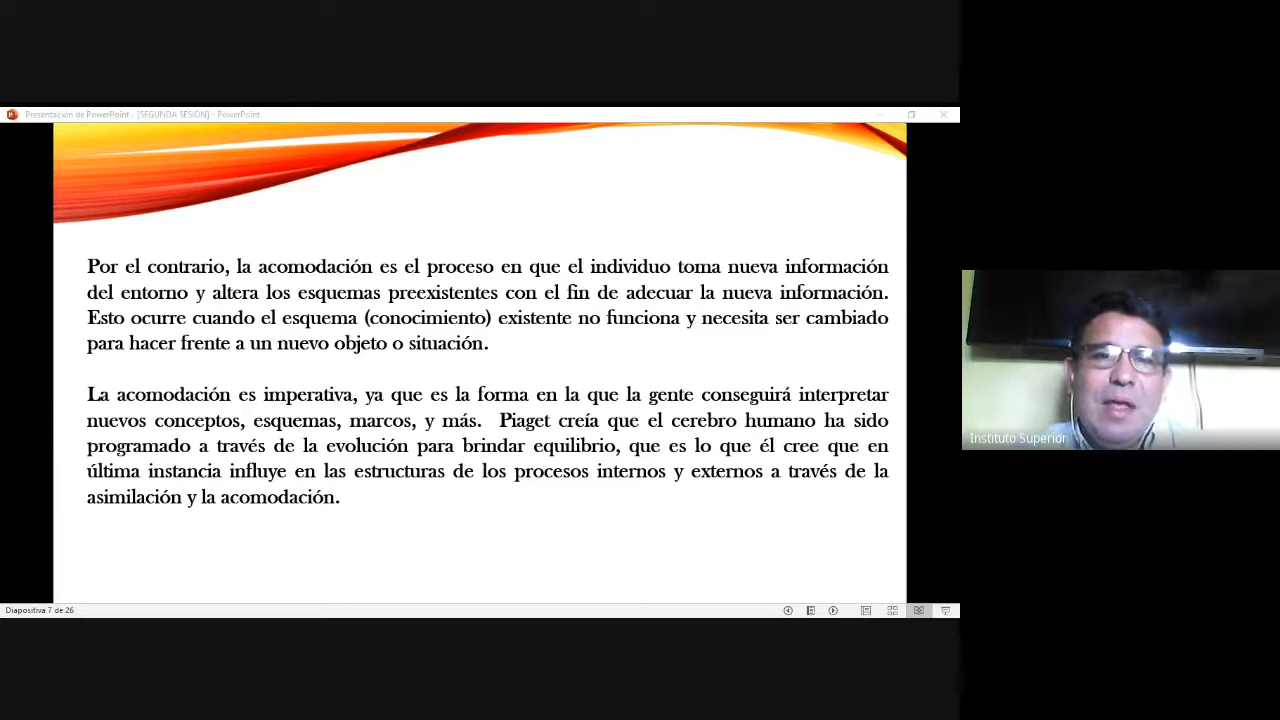 Presentación de PowerPoint - [SEGUNDA SESIÓN] - PowerPoint
Por el contrario, la acomodación es el proceso en que el individuo toma nueva información
del entorno y altera los esquemas preexistentes con el fin de adecuar la nueva información.
Esto ocurre cuando el esquema (conocimiento) existente no funciona y necesita ser cambiado
para hacer frente a un nuevo objeto o situación.
La acomodación es imperativa, ya que es la forma en la que la gente conseguirá interpretar
nuevos conceptos, esquemas, marcos, y más. Piaget creía que el cerebro humano ha sido
programado a través de la evolución para brindar equilibrio, que es lo que él cree que en
última instancia influye en las estructuras de los procesos internos y externos a través de la
asimilación y la acomodación.
Instituto Superior
Diapositiva 7 de 26